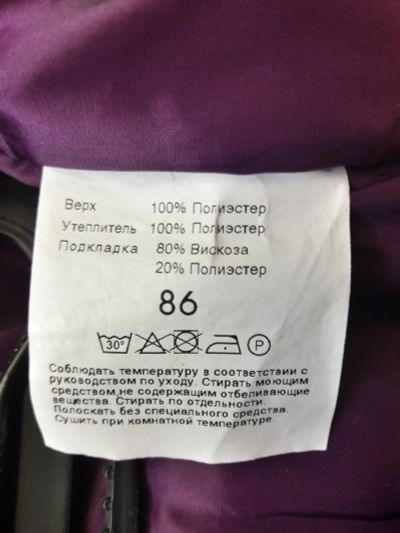 Верх 100% Полиэстер
Утеплитель 100% Полиэстер
Подкладка 80% Вискоза
20% Полиэстер
86
30° P
Соблюдать температуру в соответствии с
руководством по уходу. Стирать моющим
средством,не содержащим отбеливающие
вещества. Стирать по отдельности.
Полоскать без специального средства.
Сушить при комнатной температуре.